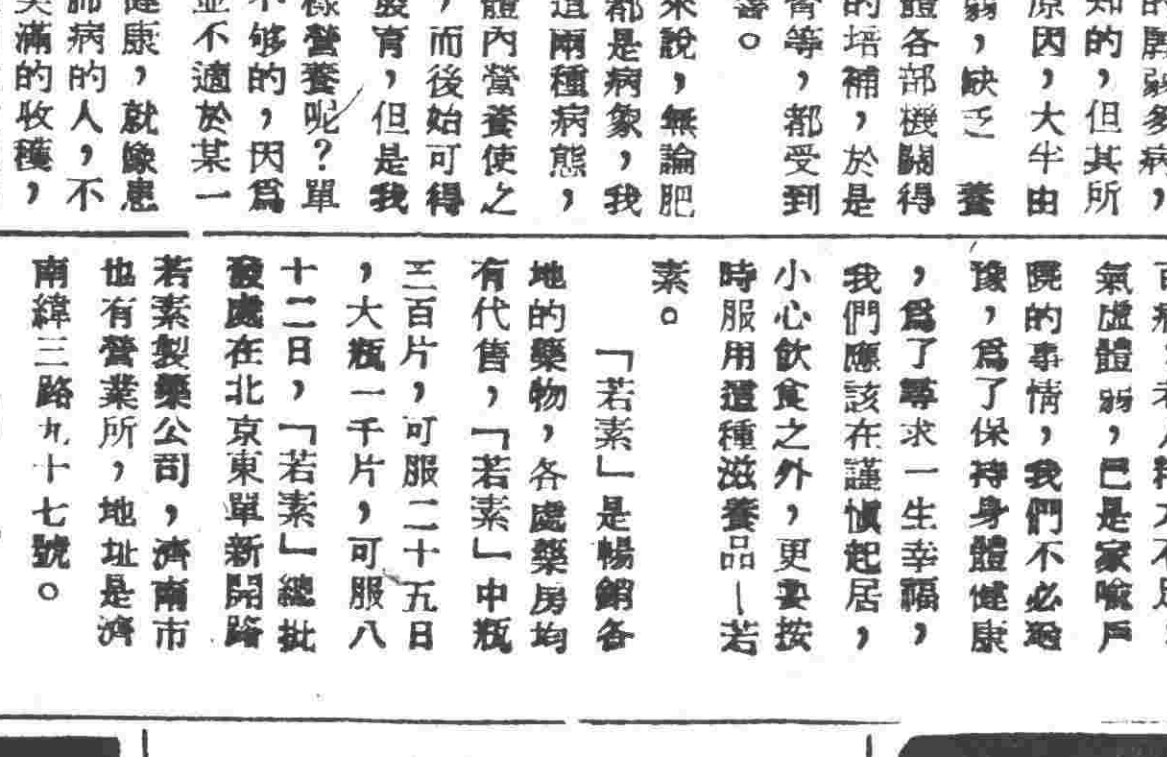 的脾弱多病，
知的，但其所
原因，大半由
弱，缺乏　養
體各部機關得
的培補，於是
骨等，都受到
來說，無論肥
都是病象，我
這兩種病態，
體內營養使之
，而後始可得
發育，但是我
樣營養呢？單
不够的，因爲
並不適於某一
健康，就像患
肺病的人，不
美滿的收穫，
氣虛體弱，已是家喻戶
曉的事情，我們不必過
豫，爲了保持身體健康
，爲了尋求一生幸福，
我們應該在謹愼起居，
小心飲食之外，更要按
時服用這種滋養品—若
素。
「若素」是暢銷各
地的藥物，各處藥房均
有代售，「若素」中瓶
三百片，可服二十五日
，大瓶一千片，可服八
十二日，「若素」總批
發處在北京東單新開路
若素製藥公司，濟南市
也有營業所，地址是濟
南緯三路九十七號。